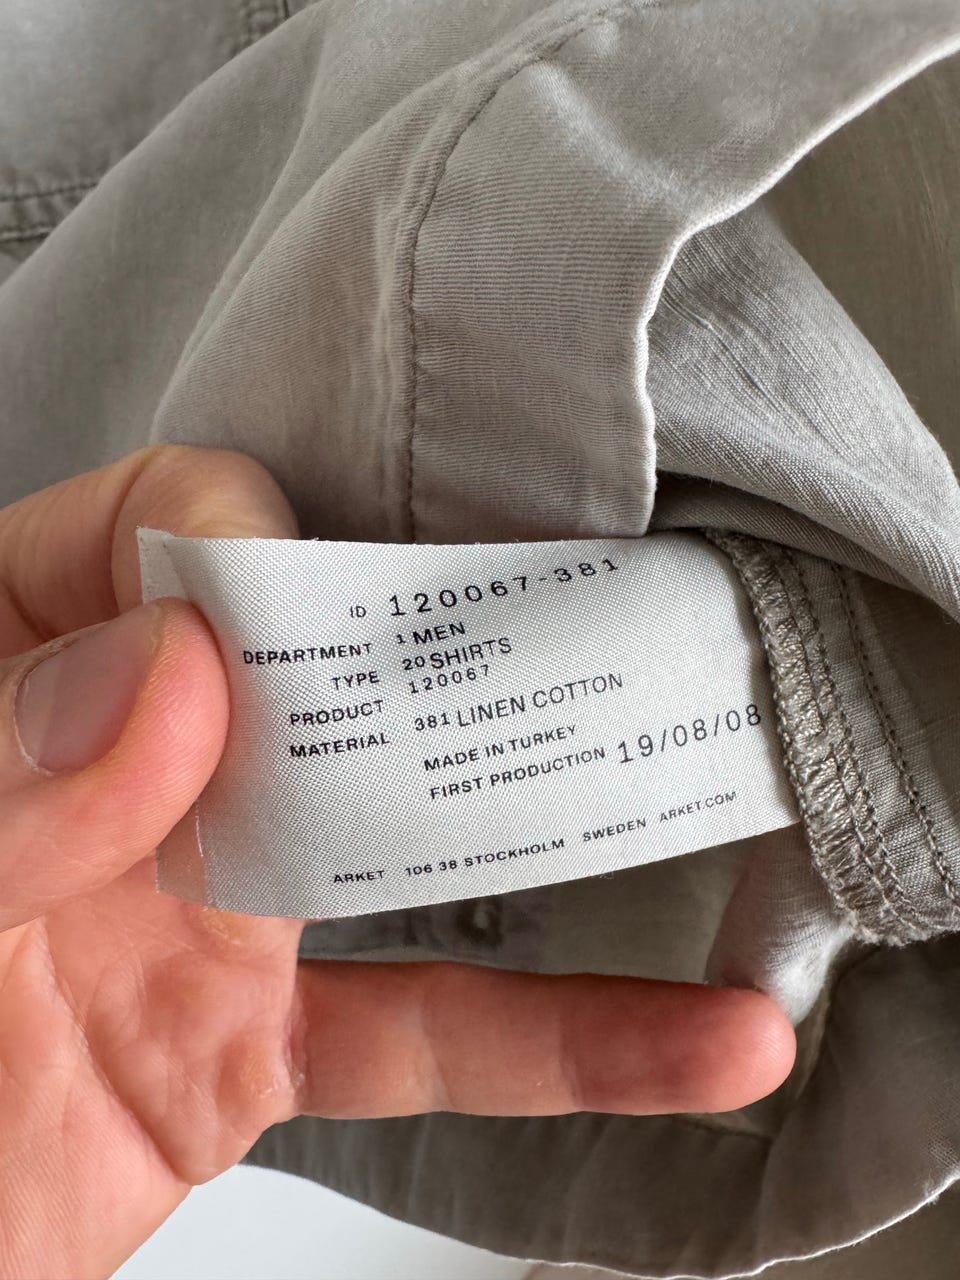 ID 120067-381
DEPARTMENT 1 MEN
TYPE 20 SHIRTS
PRODUCT 120067
MATERIAL 381 LINEN COTTON
MADE IN TURKEY
FIRST PRODUCTION 19/08/08
ARKET 106 38 STOCKHOLM SWEDEN ARKET.COM